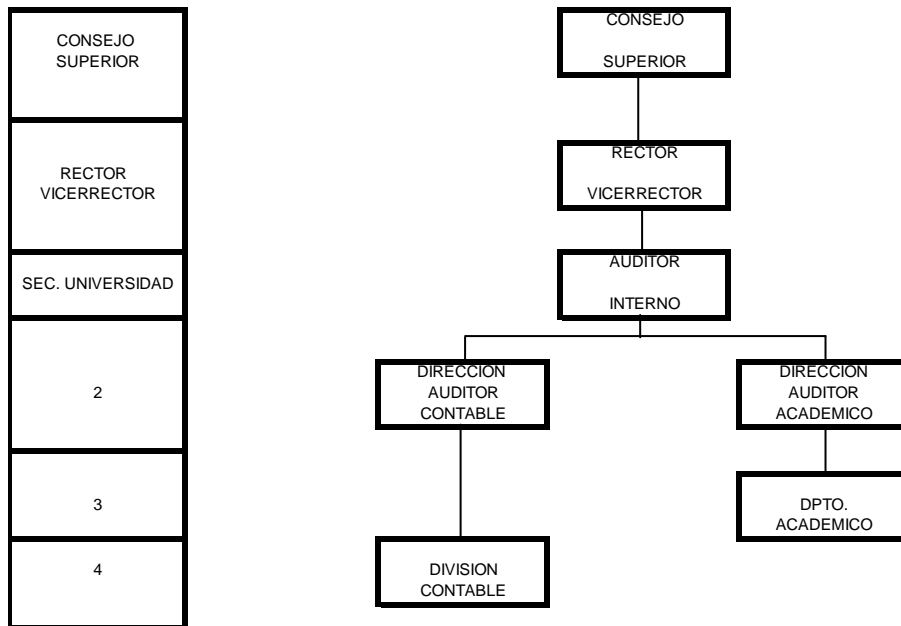 CONSEJO
SUPERIOR
RECTOR
VICERRECTOR
SEC. UNIVERSIDAD
2
3
4
CONSEJO
SUPERIOR
RECTOR
VICERRECTOR
AUDITOR
INTERNO
DIRECCION
AUDITOR
CONTABLE
DIRECCION
AUDITOR
ACADEMICO
DPTO.
ACADEMICO
DIVISION
CONTABLE